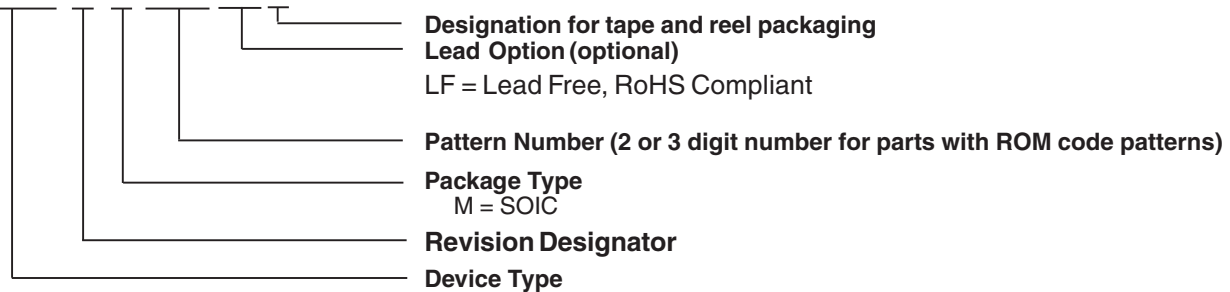 Designation for tape and reel packaging
Lead Option (optional)
LF = Lead Free, RoHS Compliant
Pattern Number (2 or 3 digit number for parts with ROM code patterns)
Package Type
M = SOIC
Revision Designator
Device Type